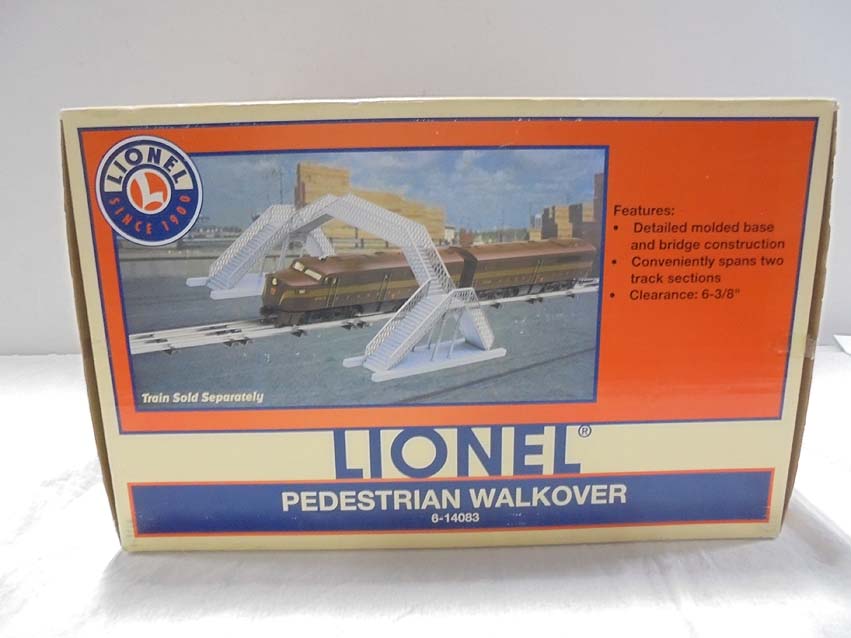 LIONEL
L
SINCE 1900
Features:
• Detailed molded base
and bridge construction
• Conveniently spans two
track sections
• Clearance: 6-3/8"
Train Sold Separately
LIONEL®
PEDESTRIAN WALKOVER
6-14083